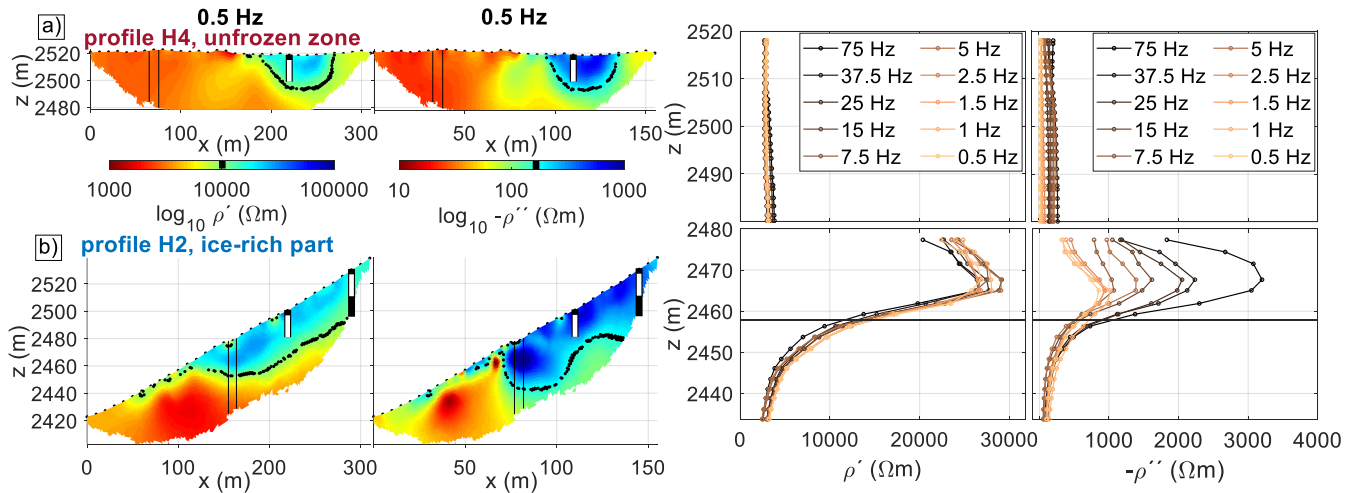 a)
0.5 Hz
0.5 Hz
profile H4, unfrozen zone
z (m)
2520
2500
2480
0
100
200
300
x (m)
0
50
100
150
x (m)
1000
10000
100000
log10 ρ´ (Ωm)
10
100
1000
log10 -ρ´´ (Ωm)
b)
profile H2, ice-rich part
z (m)
2520
2500
2480
2460
2440
2420
0
100
200
300
x (m)
0
50
100
150
x (m)
z (m)
2520
2510
2500
2490
2480
75 Hz
5 Hz
37.5 Hz
2.5 Hz
25 Hz
1.5 Hz
15 Hz
1 Hz
7.5 Hz
0.5 Hz
z (m)
75 Hz
5 Hz
37.5 Hz
2.5 Hz
25 Hz
1.5 Hz
15 Hz
1 Hz
7.5 Hz
0.5 Hz
z (m)
2470
2460
2450
2440
0
10000
20000
30000
ρ´ (Ωm)
z (m)
0
1000
2000
3000
4000
-ρ´´ (Ωm)